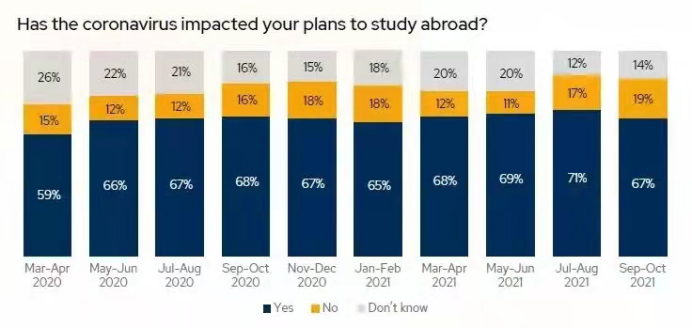 Has the coronavirus impacted your plans to study abroad?
26% 22% 21% 16% 15% 18% 20% 20% 12% 14%
15% 12% 12% 16% 18% 18% 12% 11% 17% 19%
59% 66% 67% 68% 67% 65% 68% 69% 71% 67%
Mar-Apr May-Jun Jul-Aug Sep-Oct Nov-Dec Jan-Feb Mar-Apr May-Jun Jul-Aug Sep-Oct
2020 2020 2020 2020 2020 2021 2021 2021 2021 2021
Yes No Don't know